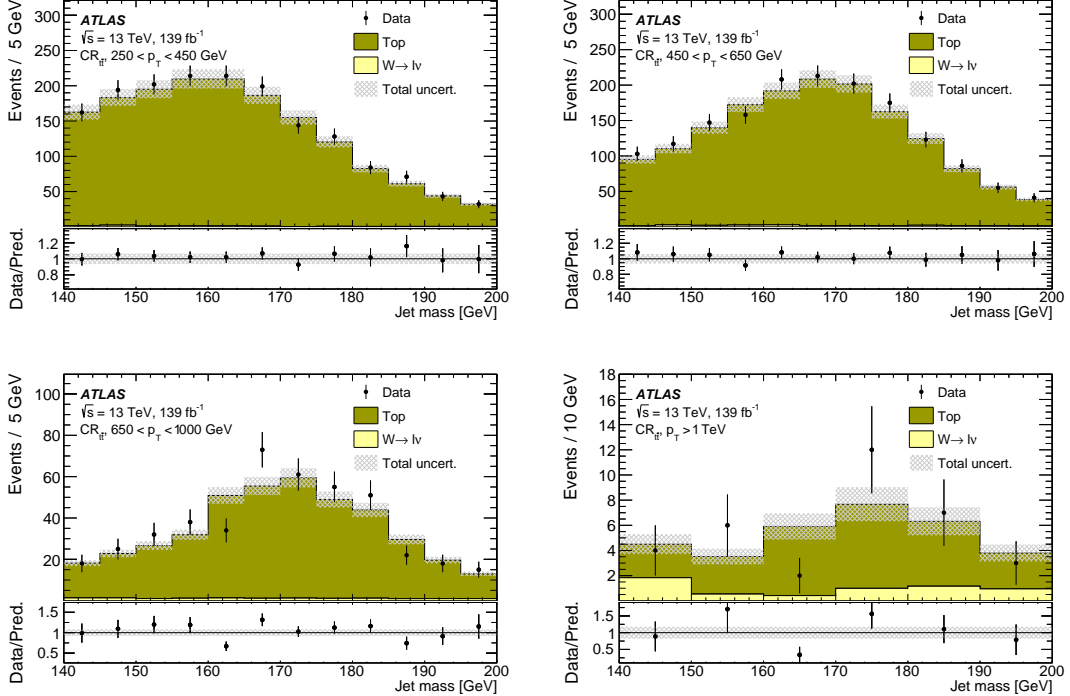 Events / 5 GeV
300
250
200
150
100
50
ATLAS
√s = 13 TeV, 139 fb⁻¹
CR_tt̄, 250 < p_T < 450 GeV
Data
Top
W→ lν
Total uncert.
Data/Pred.
1.2
1
0.8
140 150 160 170 180 190 200
Jet mass [GeV]
Events / 5 GeV
300
250
200
150
100
50
ATLAS
√s = 13 TeV, 139 fb⁻¹
CR_tt̄, 450 < p_T < 650 GeV
Data
Top
W→ lν
Total uncert.
Data/Pred.
1.2
1
0.8
140 150 160 170 180 190 200
Jet mass [GeV]
Events / 5 GeV
100
80
60
40
20
ATLAS
√s = 13 TeV, 139 fb⁻¹
CR_tt̄, 650 < p_T < 1000 GeV
Data
Top
W→ lν
Total uncert.
Data/Pred.
1.5
1
0.5
140 150 160 170 180 190 200
Jet mass [GeV]
Events / 10 GeV
18
16
14
12
10
8
6
4
2
ATLAS
√s = 13 TeV, 139 fb⁻¹
CR_tt̄, p_T > 1 TeV
Data
Top
W→ lν
Total uncert.
Data/Pred.
1.5
1
0.5
140 150 160 170 180 190 200
Jet mass [GeV]